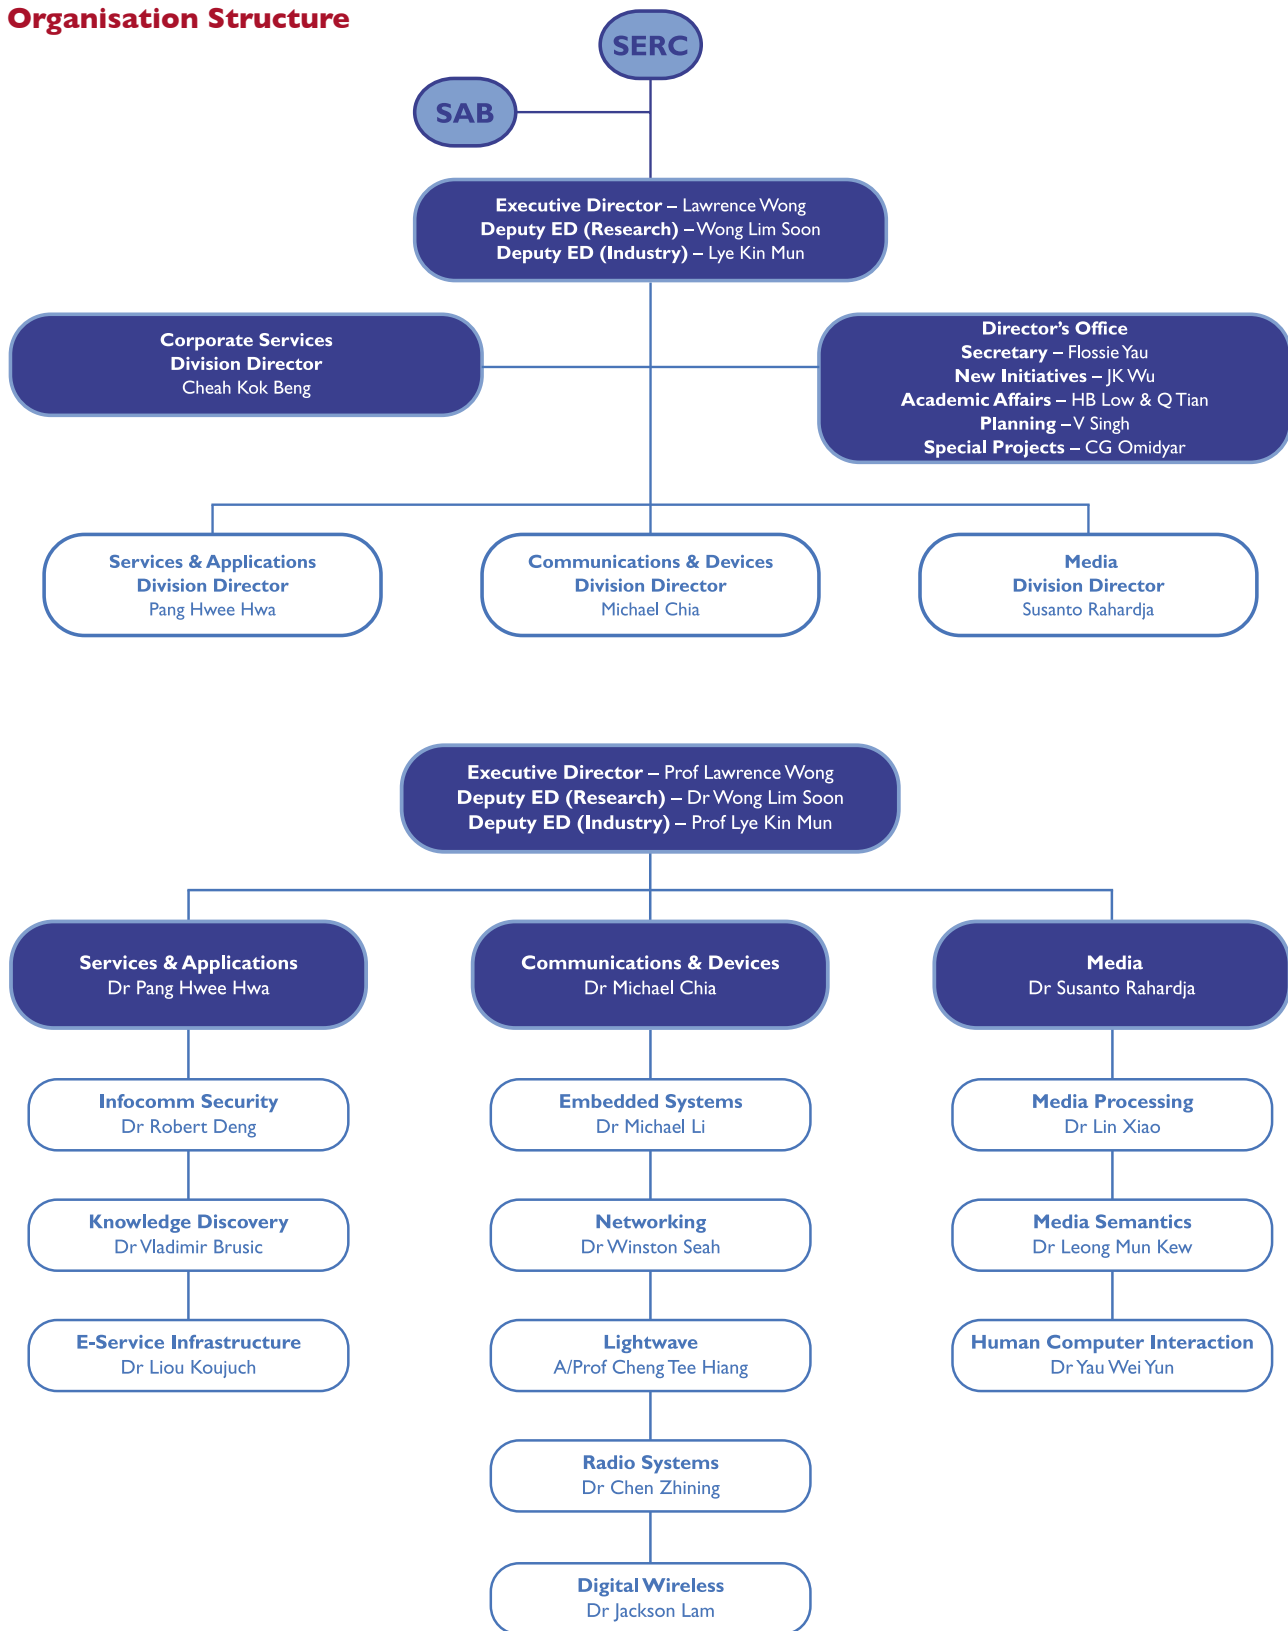 Organisation Structure
SERC
SAB
Executive Director – Lawrence Wong
Deputy ED (Research) – Wong Lim Soon
Deputy ED (Industry) – Lye Kin Mun
Corporate Services
Division Director
Cheah Kok Beng
Director's Office
Secretary – Flossie Yau
New Initiatives – JK Wu
Academic Affairs – HB Low & Q Tian
Planning – V Singh
Special Projects – CG Omidyar
Services & Applications
Division Director
Pang Hwee Hwa
Communications & Devices
Division Director
Michael Chia
Media
Division Director
Susanto Rahardja
Executive Director – Prof Lawrence Wong
Deputy ED (Research) – Dr Wong Lim Soon
Deputy ED (Industry) – Prof Lye Kin Mun
Services & Applications
Dr Pang Hwee Hwa
Communications & Devices
Dr Michael Chia
Media
Dr Susanto Rahardja
Infocomm Security
Dr Robert Deng
Embedded Systems
Dr Michael Li
Media Processing
Dr Lin Xiao
Knowledge Discovery
Dr Vladimir Brusic
Networking
Dr Winston Seah
Media Semantics
Dr Leong Mun Kew
E-Service Infrastructure
Dr Liou Koujuch
Lightwave
A/Prof Cheng Tee Hiang
Human Computer Interaction
Dr Yau Wei Yun
Radio Systems
Dr Chen Zhining
Digital Wireless
Dr Jackson Lam